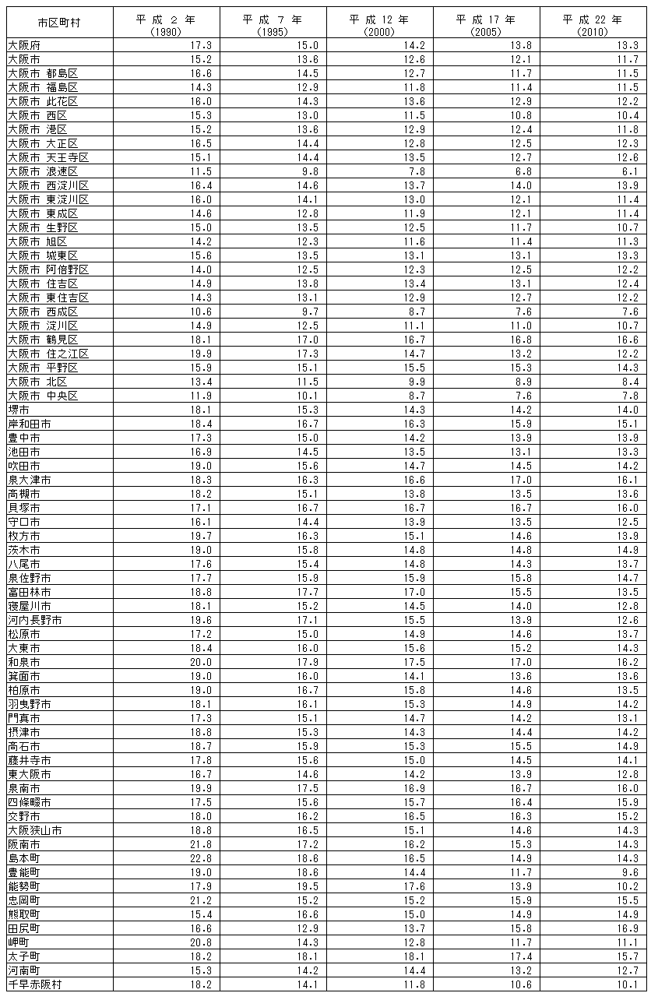 市区町村 平成２年 平成７年 平成12年 平成17年 平成22年
(1990) (1995) (2000) (2005) (2010)
大阪府 17.3 15.0 14.2 13.8 13.3
大阪市 15.2 13.6 12.6 12.1 11.7
大阪市 都島区 16.6 14.5 12.7 11.7 11.5
大阪市 福島区 14.3 12.9 11.8 11.4 11.5
大阪市 此花区 16.0 14.3 13.6 12.9 12.2
大阪市 西区 15.3 13.0 11.5 10.8 10.4
大阪市 港区 15.2 13.6 12.9 12.4 11.8
大阪市 大正区 16.5 14.4 12.8 12.5 12.3
大阪市 天王寺区 15.1 14.4 13.5 12.7 12.6
大阪市 浪速区 11.5 9.8 7.8 6.8 6.1
大阪市 西淀川区 16.4 14.6 13.7 14.0 13.9
大阪市 東淀川区 16.0 14.1 13.0 12.1 11.4
大阪市 東成区 14.6 12.8 11.9 12.1 11.4
大阪市 生野区 15.0 13.5 12.5 11.7 10.7
大阪市 旭区 14.2 12.3 11.6 11.4 11.3
大阪市 城東区 15.6 13.5 13.1 13.1 13.3
大阪市 阿倍野区 14.0 12.5 12.3 12.5 12.2
大阪市 住吉区 14.9 13.8 13.4 13.1 12.4
大阪市 東住吉区 14.3 13.1 12.9 12.7 12.2
大阪市 西成区 10.6 9.7 8.7 7.6 7.6
大阪市 淀川区 14.9 12.5 11.1 11.0 10.7
大阪市 鶴見区 18.1 17.0 16.7 16.8 16.6
大阪市 住之江区 19.9 17.3 14.7 13.2 12.2
大阪市 平野区 15.9 15.1 15.5 15.3 14.3
大阪市 北区 13.4 11.5 9.9 8.9 8.4
大阪市 中央区 11.9 10.1 8.7 7.6 7.8
堺市 18.1 15.3 14.3 14.2 14.0
岸和田市 18.4 16.7 16.3 15.9 15.1
豊中市 17.3 15.0 14.2 13.9 13.9
池田市 16.9 14.5 13.5 13.1 13.3
吹田市 19.0 15.6 14.7 14.5 14.2
泉大津市 18.3 16.3 16.6 17.0 16.1
高槻市 18.2 15.1 13.8 13.5 13.6
貝塚市 17.1 16.7 16.7 16.7 16.0
守口市 16.1 14.4 13.9 13.5 12.5
枚方市 19.7 16.3 15.1 14.6 13.9
茨木市 19.0 15.8 14.8 14.8 14.9
八尾市 17.6 15.4 14.8 14.3 13.7
泉佐野市 17.7 15.9 15.9 15.8 14.7
富田林市 18.8 17.7 17.0 15.5 13.5
寝屋川市 18.1 15.2 14.5 14.0 12.8
河内長野市 19.6 17.1 15.5 13.9 12.6
松原市 17.2 15.0 14.9 14.6 13.7
大東市 18.4 16.0 15.6 15.2 14.3
和泉市 20.0 17.9 17.5 17.0 16.2
箕面市 19.0 16.0 14.1 13.6 13.6
柏原市 19.0 16.7 15.8 14.6 13.5
羽曳野市 18.1 16.1 15.3 14.9 14.2
門真市 17.3 15.1 14.7 14.2 13.1
摂津市 18.8 15.3 14.3 14.4 14.2
高石市 18.7 15.9 15.3 15.5 14.9
藤井寺市 17.8 15.6 15.0 14.5 14.1
東大阪市 16.7 14.6 14.2 13.9 12.8
泉南市 19.9 17.5 16.9 16.7 16.0
四條畷市 17.5 15.6 15.7 16.4 15.9
交野市 18.0 16.2 16.5 16.3 15.2
大阪狭山市 18.8 16.5 15.1 14.6 14.3
阪南市 21.8 17.2 16.2 15.3 14.3
島本町 22.8 18.6 16.5 14.9 14.3
豊能町 19.0 18.6 14.4 11.7 9.6
能勢町 17.9 19.5 17.6 13.9 10.2
忠岡町 21.2 15.2 15.2 15.9 15.5
熊取町 15.4 16.6 15.0 14.9 14.9
田尻町 16.6 12.9 13.7 15.8 16.9
岬町 20.8 14.3 12.8 11.7 11.1
太子町 18.2 18.1 18.1 17.4 15.7
河南町 15.3 14.2 14.4 13.2 12.7
千早赤阪村 18.2 14.1 11.8 10.6 10.1